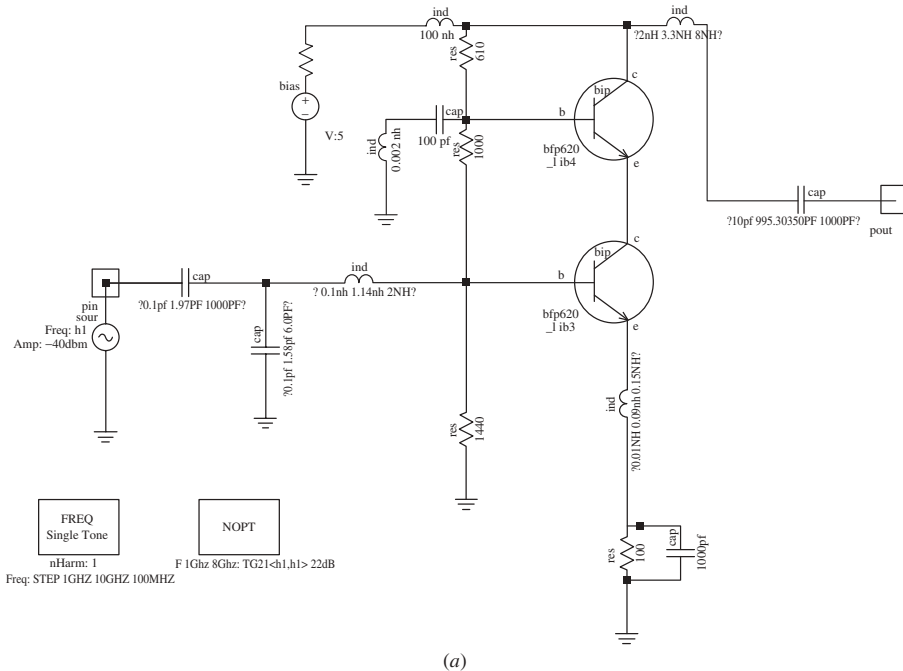 ind
100 nh
ind
?2nH 3.3NH 8NH?
res
610
c
bip
b
bias
+
−
V:5
cap
100 pf
ind
0.002 nh
res
1000
bfp620
_l ib4
e
cap
?10pf 995.30350PF 1000PF?
pout
c
bip
b
ind
? 0.1nh 1.14nh 2NH?
cap
?0.1pf 1.97PF 1000PF?
pin
sour
Freq: h1
Amp: −40dbm
cap
?0.1pf 1.58pf 6.0PF?
bfp620
_l ib3
e
ind
?0.01NH 0.09nh 0.15NH?
res
1440
FREQ
Single Tone
nHarm: 1
Freq: STEP 1GHZ 10GHZ 100MHZ
NOPT
F 1Ghz 8Ghz: TG21<h1,h1> 22dB
res
100
cap
1000pf
(a)